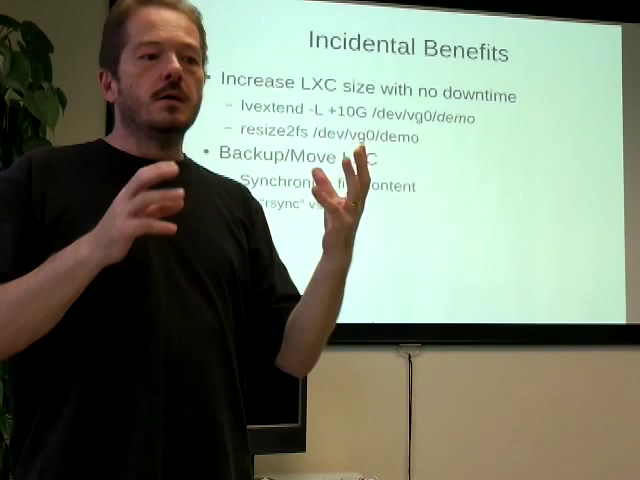 Incidental Benefits
• Increase LXC size with no downtime
– lvextend -L +10G /dev/vg0/demo
– resize2fs /dev/vg0/demo
• Backup/Move
– content
"rsync"